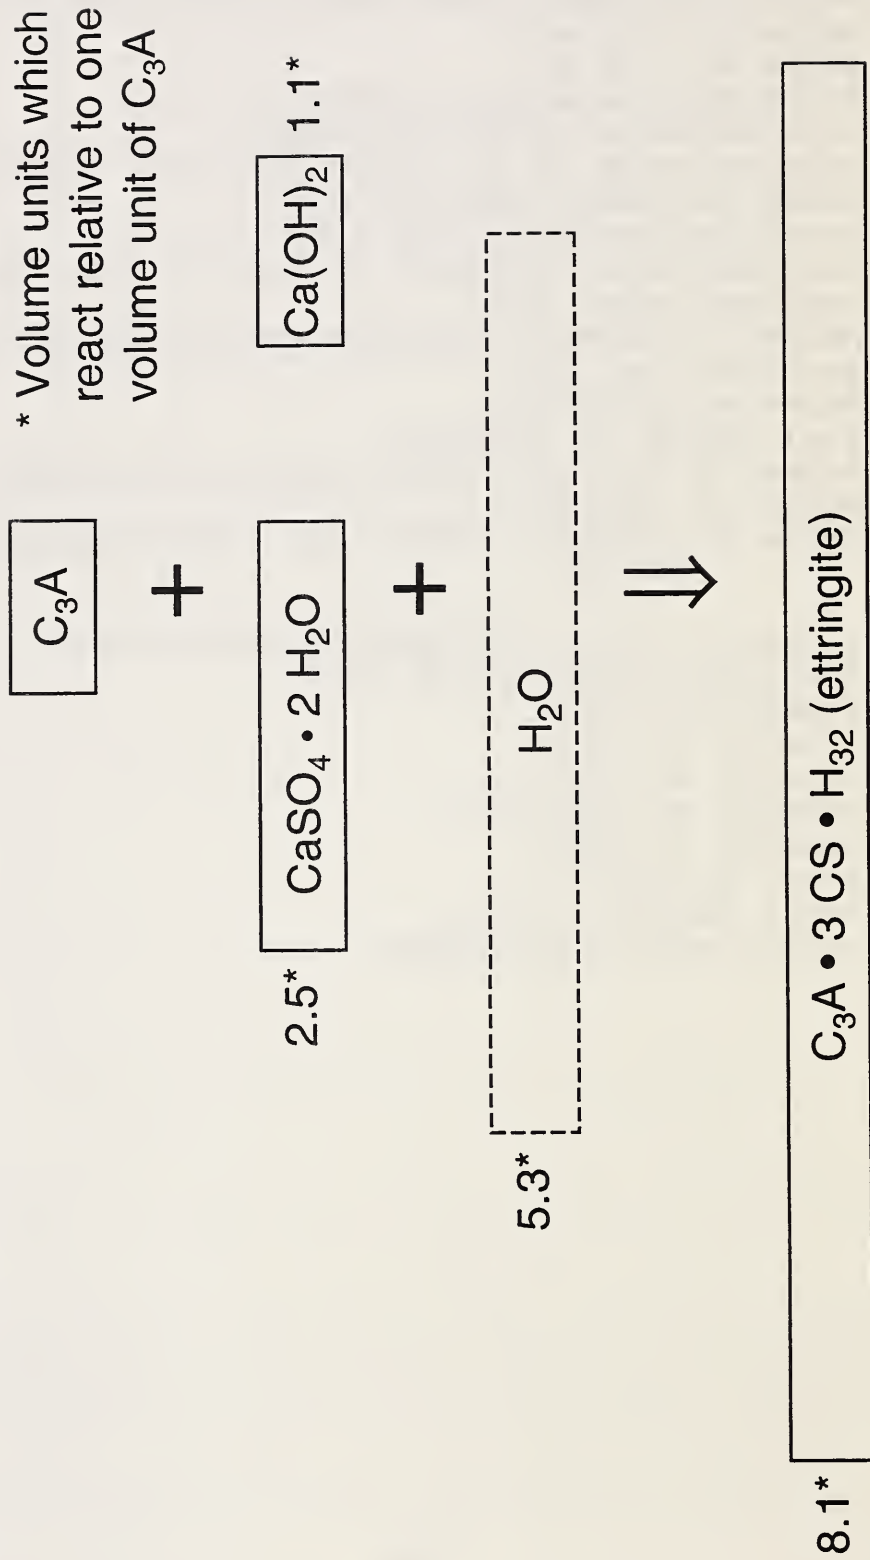 * Volume units which
react relative to one
volume unit of C₃A
C₃A
+
2.5*
CaSO₄ • 2 H₂O
Ca(OH)₂
1.1*
+
5.3*
H₂O
⇒
8.1*
C₃A • 3 CS • H₃₂ (ettringite)